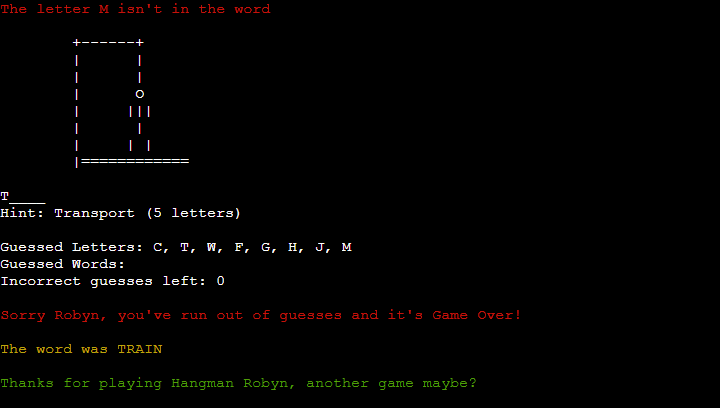 The letter M isn't in the word
T____
Hint: Transport (5 letters)
Guessed Letters: C, T, W, F, G, H, J, M
Guessed Words:
Incorrect guesses left: 0
Sorry Robyn, you've run out of guesses and it's Game Over!
The word was TRAIN
Thanks for playing Hangman Robyn, another game maybe?